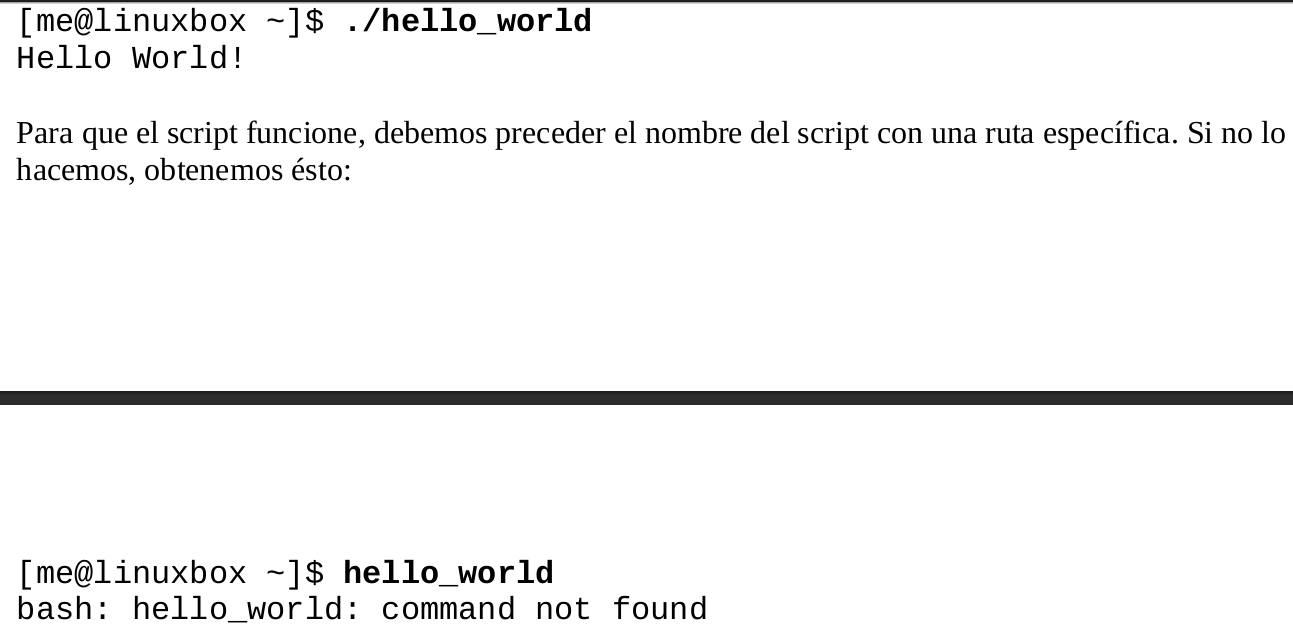 [me@linuxbox ~]$ ./hello_world
Hello World!
Para que el script funcione, debemos preceder el nombre del script con una ruta específica. Si no lo
hacemos, obtenemos ésto:
[me@linuxbox ~]$ hello_world
bash: hello_world: command not found